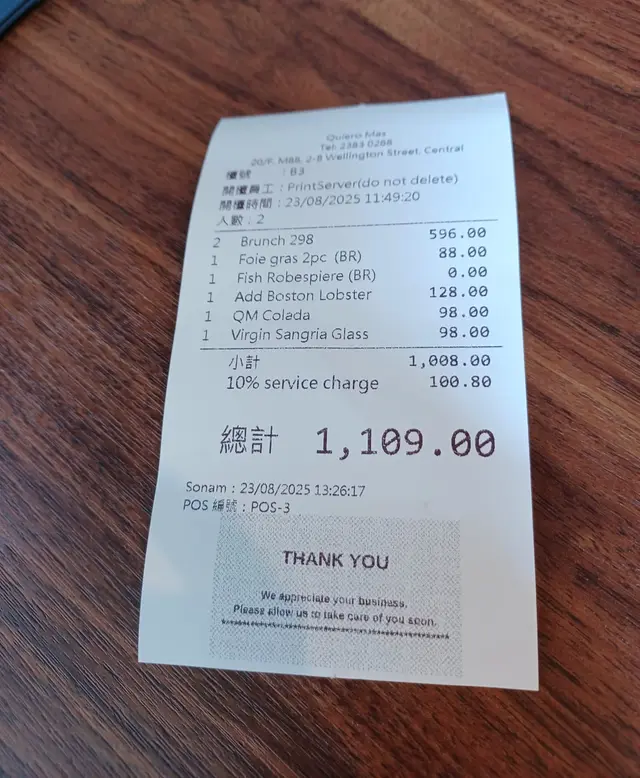 Quiero Mas
Tel: 2383 0288
20/F, M88, 2-8 Wellington Street, Central
檯號 : B3
開檯員工 : PrintServer(do not delete)
開檯時間 : 23/08/2025 11:49:20
人數 : 2
2 Brunch 298 596.00
1 Foie gras 2pc (BR) 88.00
1 Fish Robespiere (BR) 0.00
1 Add Boston Lobster 128.00
1 QM Colada 98.00
1 Virgin Sangria Glass 98.00
小計 1,008.00
10% service charge 100.80
總計 1,109.00
Sonam : 23/08/2025 13:26:17
POS 編號 : POS-3
THANK YOU
We appreciate your business.
Please allow us to take care of you soon.
****************************************